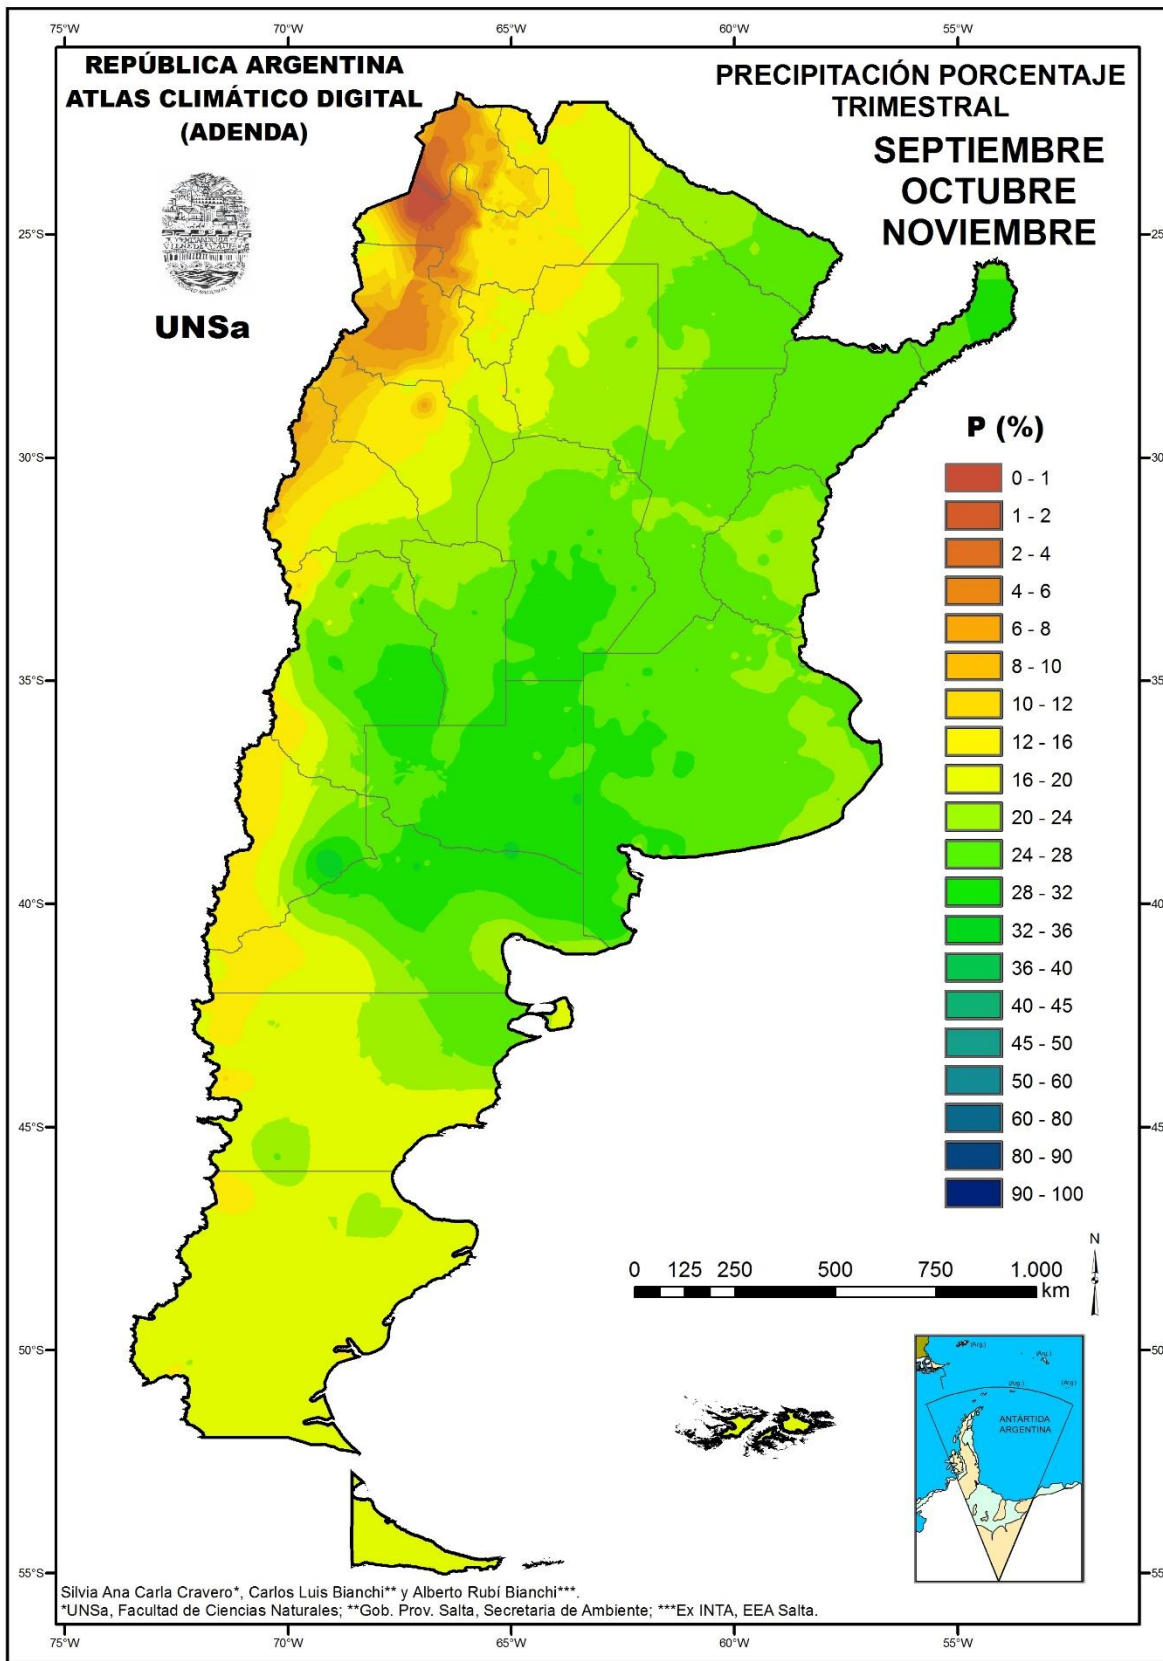 75°W 70°W 65°W 60°W 55°W
REPÚBLICA ARGENTINA
ATLAS CLIMÁTICO DIGITAL
(ADENDA)
UNSa
PRECIPITACIÓN PORCENTAJE
TRIMESTRAL
SEPTIEMBRE
OCTUBRE
NOVIEMBRE
25°S 25
30°S 30
35°S 35
40°S 40
45°S 45
50°S 50
55°S 55
P (%)
0 - 1
1 - 2
2 - 4
4 - 6
6 - 8
8 - 10
10 - 12
12 - 16
16 - 20
20 - 24
24 - 28
28 - 32
32 - 36
36 - 40
40 - 45
45 - 50
50 - 60
60 - 80
80 - 90
90 - 100
N
0 125 250 500 750 1.000
km
(Arg.)
(Arg.)
(Arg.) (Arg.)
ANTÁRTIDA
ARGENTINA
Silvia Ana Carla Cravero*, Carlos Luis Bianchi** y Alberto Rubí Bianchi***.
*UNSa, Facultad de Ciencias Naturales; **Gob. Prov. Salta, Secretaria de Ambiente; ***Ex INTA, EEA Salta.
75°W 70°W 65°W 60°W 55°W